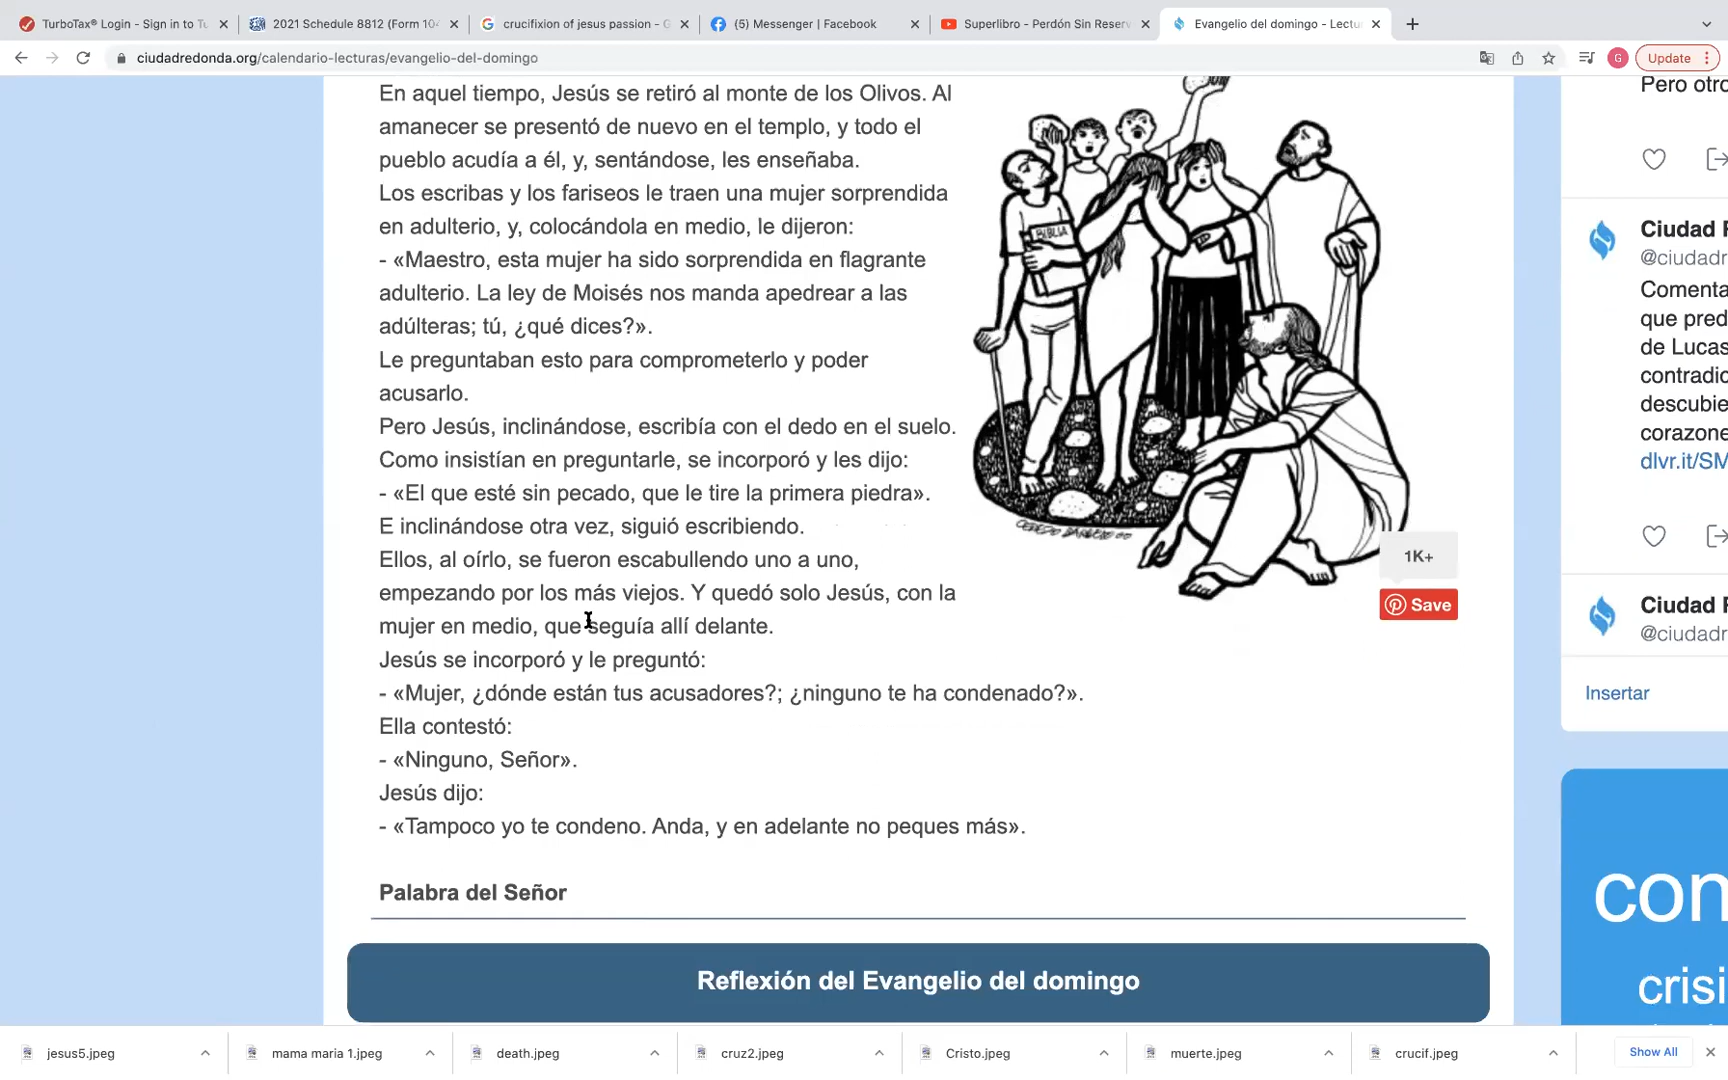 TurboTax® Login - Sign in to Tu
2021 Schedule 8812 (Form 104
crucifixion of jesus passion - G
(5) Messenger | Facebook
Superlibro - Perdón Sin Reserv
Evangelio del domingo - Lectu
ciudadredonda.org/calendario-lecturas/evangelio-del-domingo
G
Update
En aquel tiempo, Jesús se retiró al monte de los Olivos. Al
amanecer se presentó de nuevo en el templo, y todo el
pueblo acudía a él, y, sentándose, les enseñaba.
Los escribas y los fariseos le traen una mujer sorprendida
en adulterio, y, colocándola en medio, le dijeron:
- «Maestro, esta mujer ha sido sorprendida en flagrante
adulterio. La ley de Moisés nos manda apedrear a las
adúlteras; tú, ¿qué dices?».
Le preguntaban esto para comprometerlo y poder
acusarlo.
Pero Jesús, inclinándose, escribía con el dedo en el suelo.
Como insistían en preguntarle, se incorporó y les dijo:
- «El que esté sin pecado, que le tire la primera piedra».
E inclinándose otra vez, siguió escribiendo.
Ellos, al oírlo, se fueron escabullendo uno a uno,
empezando por los más viejos. Y quedó solo Jesús, con la
mujer en medio, que seguía allí delante.
Jesús se incorporó y le preguntó:
- «Mujer, ¿dónde están tus acusadores?; ¿ninguno te ha condenado?».
Ella contestó:
- «Ninguno, Señor».
Jesús dijo:
- «Tampoco yo te condeno. Anda, y en adelante no peques más».
Palabra del Señor
Reflexión del Evangelio del domingo
BIBLIA
CEREZO BARREDO
1K+
Save
Pero otro
Ciudad R
@ciudadr
Comenta
que pred
de Lucas
contradic
descubie
corazone
dlvr.it/SM
Ciudad R
@ciudadr
Insertar
con
crisi
jesus5.jpeg
mama maria 1.jpeg
death.jpeg
cruz2.jpeg
Cristo.jpeg
muerte.jpeg
crucif.jpeg
Show All